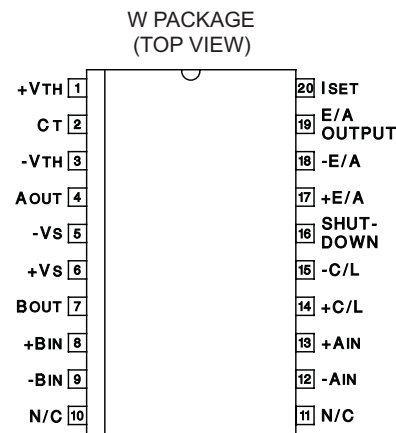 W PACKAGE
(TOP VIEW)
+VTH 1
CT 2
-VTH 3
AOUT 4
-VS 5
+VS 6
BOUT 7
+BIN 8
-BIN 9
N/C 10
20 ISET
19 E/A
OUTPUT
18 -E/A
17 +E/A
16 SHUT-
DOWN
15 -C/L
14 +C/L
13 +AIN
12 -AIN
11 N/C